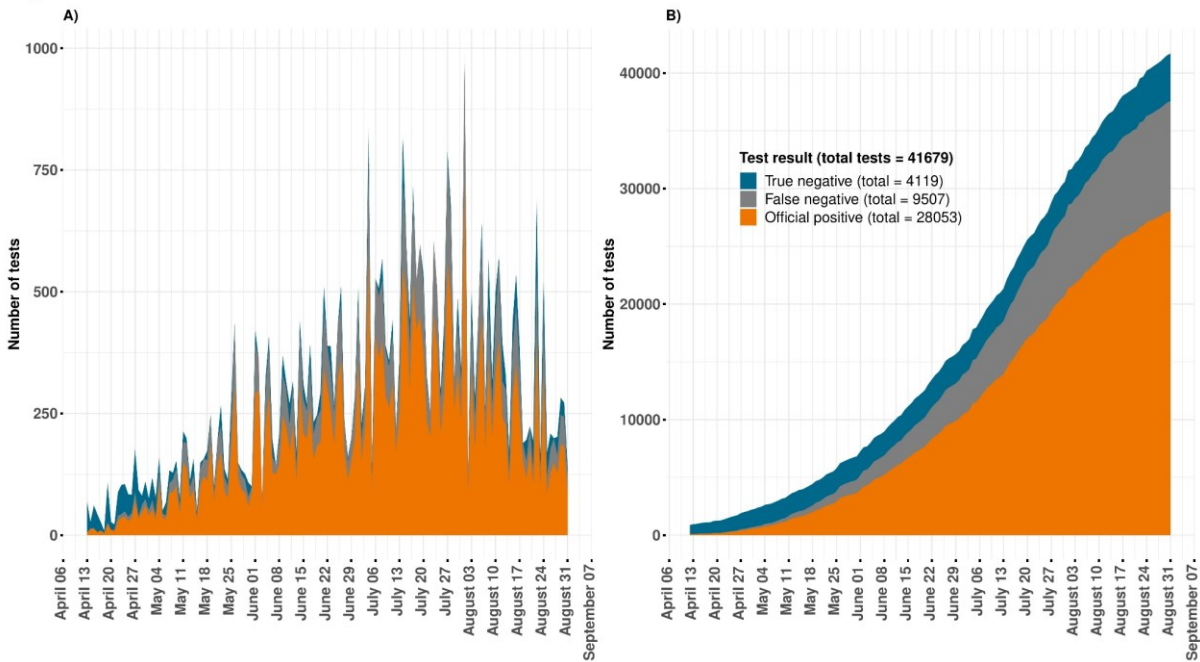 A)
Number of tests
1000
750
500
250
0
April 06
April 13
April 20
April 27
May 04
May 11
May 18
May 25
June 01
June 08
June 15
June 22
June 29
July 06
July 13
July 20
July 27
August 03
August 10
August 17
August 24
August 31
September 07
B)
Number of tests
40000
30000
20000
10000
0
Test result (total tests = 41679)
True negative (total = 4119)
False negative (total = 9507)
Official positive (total = 28053)
April 06
April 13
April 20
April 27
May 04
May 11
May 18
May 25
June 01
June 08
June 15
June 22
June 29
July 06
July 13
July 20
July 27
August 03
August 10
August 17
August 24
August 31
September 07